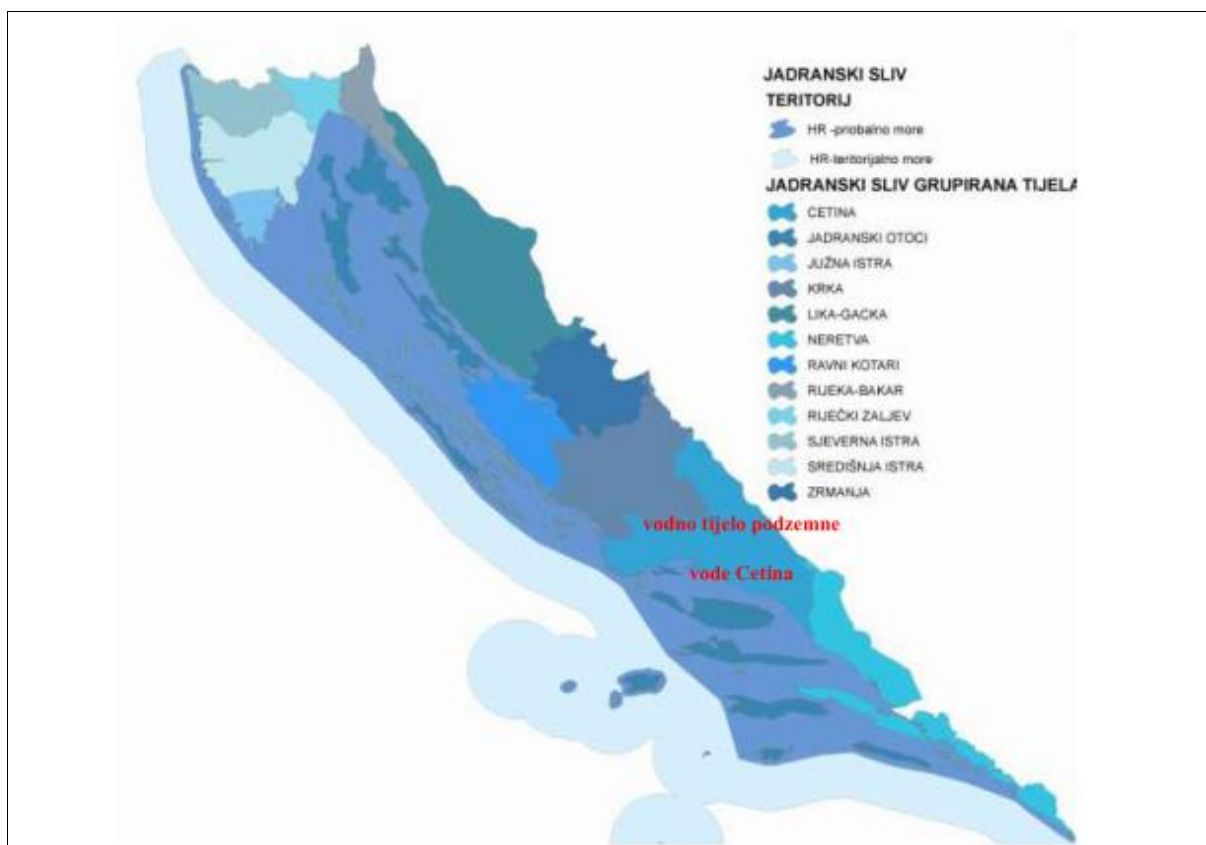 JADRANSKI SLIV
TERITORIJ
HR -priobalno more
HR-teritorijalno more
JADRANSKI SLIV GRUPIRANA TIJELA
CETINA
JADRANSKI OTOCI
JUŽNA ISTRA
KRKA
LIKA-GACKA
NERETVA
RAVNI KOTARI
RIJEKA-BAKAR
RIJEČKI ZALJEV
SJEVERNA ISTRA
SREDIŠNJA ISTRA
ZRMANJA
vodno tijelo podzemne
vode Cetina